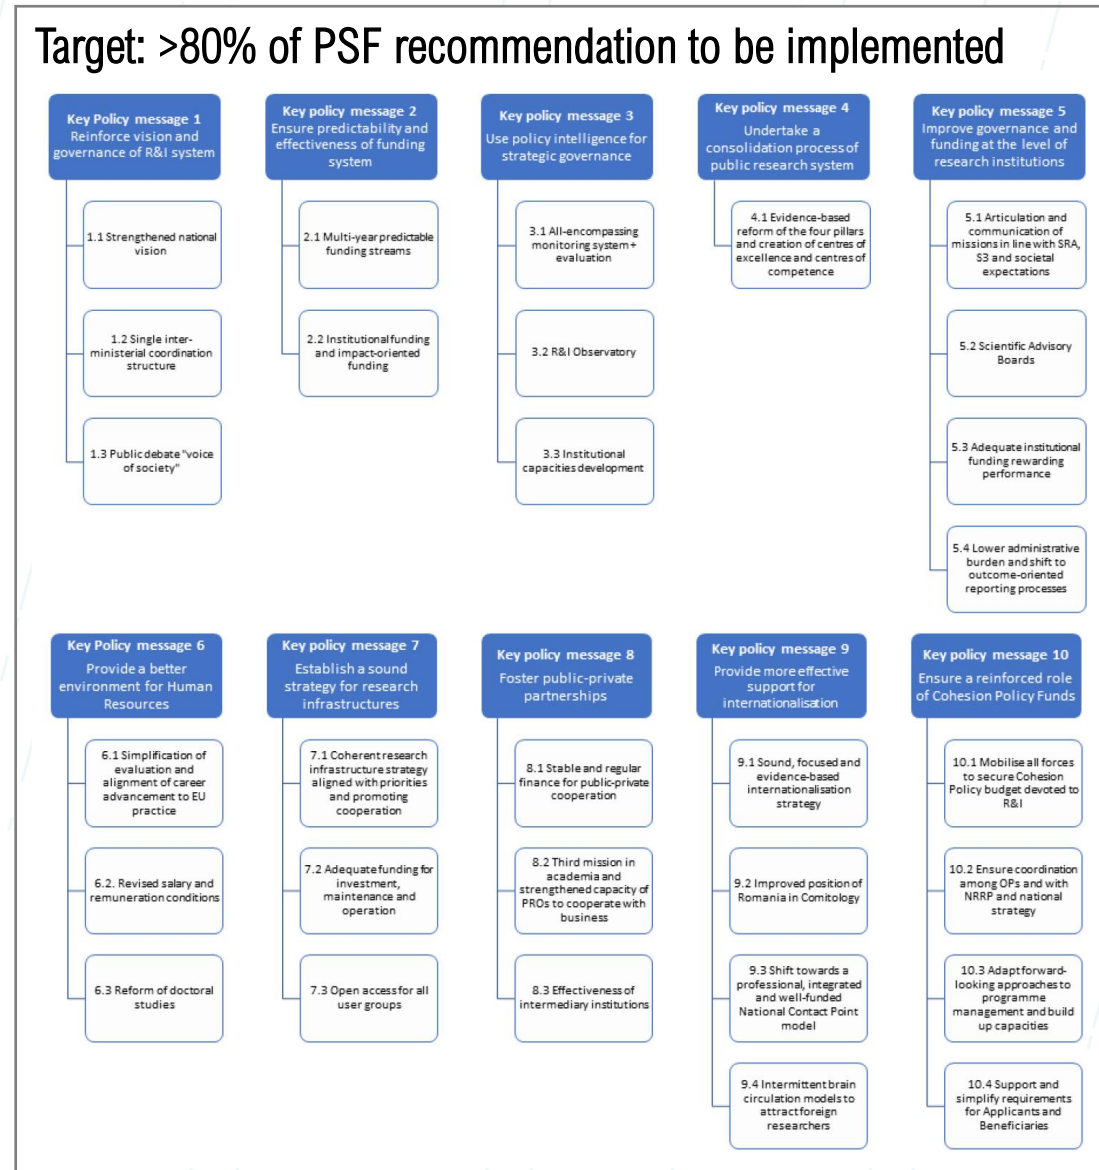 Target: >80% of PSF recommendation to be implemented
Key Policy message 1
Reinforce vision and
governance of R&I system
1.1 Strengthened national
vision
1.2 Single inter-
ministerial coordination
structure
1.3 Public debate "voice
of society"
Key policy message 2
Ensure predictability and
effectiveness of funding
system
2.1 Multi-year predictable
funding streams
2.2 Institutional funding
and impact-oriented
funding
Key policy message 3
Use policy intelligence for
strategic governance
3.1 All-encompassing
monitoring system +
evaluation
3.2 R&I Observatory
3.3 Institutional
capacities development
Key policy message 4
Undertake a
consolidation process of
public research system
4.1 Evidence-based
reform of the four pillars
and creation of centres of
excellence and centres of
competence
Key policy message 5
Improve governance and
funding at the level of
research institutions
5.1 Articulation and
communication of
missions in line with SRA,
S3 and societal
expectations
5.2 Scientific Advisory
Boards
5.3 Adequate institutional
funding rewarding
performance
5.4 Lower administrative
burden and shift to
outcome-oriented
reporting processes
Key Policy message 6
Provide a better
environment for Human
Resources
6.1 Simplification of
evaluation and
alignment of career
advancement to EU
practice
6.2. Revised salary and
remuneration conditions
6.3 Reform of doctoral
studies
Key policy message 7
Establish a sound
strategy for research
infrastructures
7.1 Coherent research
infrastructure strategy
aligned with priorities
and promoting
cooperation
7.2 Adequate funding for
investment,
maintenance and
operation
7.3 Open access for all
user groups
Key policy message 8
Foster public-private
partnerships
8.1 Stable and regular
finance for public-private
cooperation
8.2 Third mission in
academia and
strengthened capacity of
PROs to cooperate with
business
8.3 Effectiveness of
intermediary institutions
Key policy message 9
Provide more effective
support for
internationalisation
9.1 Sound, focused and
evidence-based
internationalisation
strategy
9.2 Improved position of
Romania in Comitology
9.3 Shift towards a
professional, integrated
and well-funded
National Contact Point
model
9.4 Intermittent brain
circulation models to
attract foreign
researchers
Key policy message 10
Ensure a reinforced role
of Cohesion Policy Funds
10.1 Mobilise all forces
to secure Cohesion
Policy budget devoted to
R&I
10.2 Ensure coordination
among OPs and with
NRRP and national
strategy
10.3 Adapt forward-
looking approaches to
programme
management and build
up capacities
10.4 Support and
simplify requirements
for Applicants and
Beneficiaries